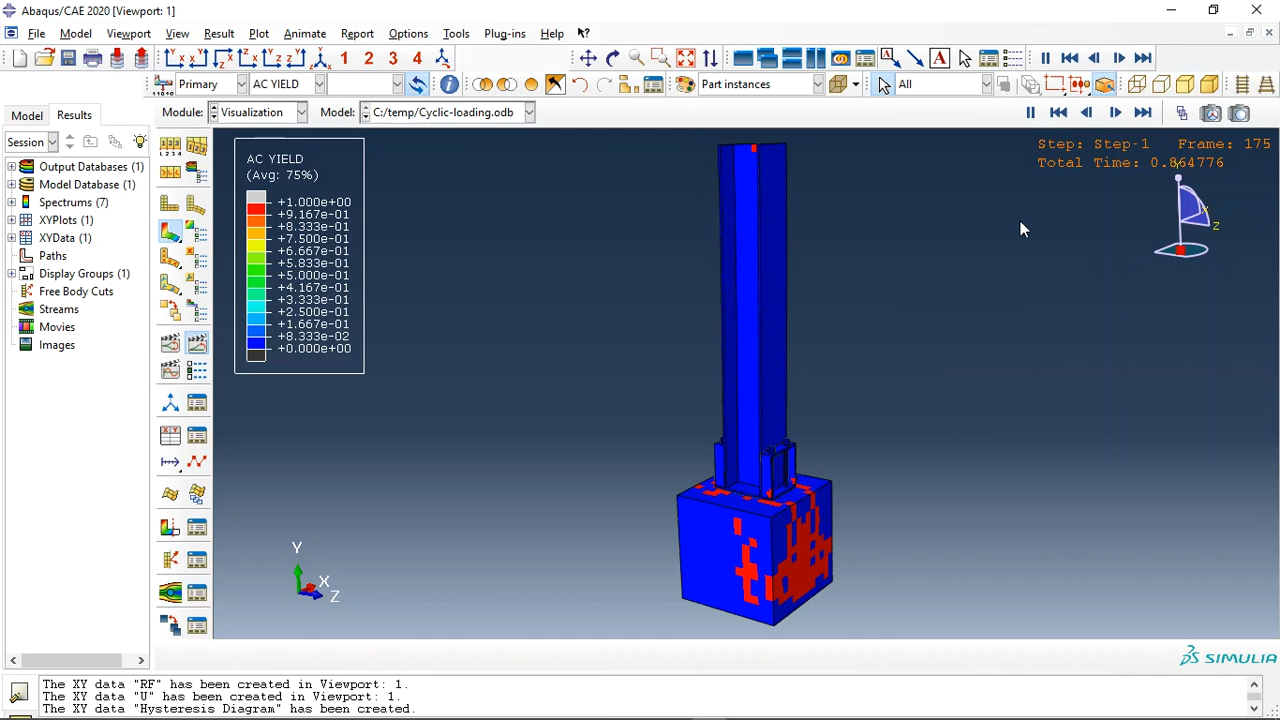 Abaqus/CAE 2020 [Viewport: 1]
File Model Viewport View Result Plot Animate Report Options Tools Plug-ins Help
1 2 3 4 A
Primary AC YIELD Part instances All
Model Results Module: Visualization Model: C:/temp/Cyclic-loading.odb
Session
Output Databases (1)
Model Database (1)
Spectrums (7)
XYPlots (1)
XYData (1)
Paths
Display Groups (1)
Free Body Cuts
Streams
Movies
Images
AC YIELD
(Avg: 75%)
+1.000e+00
+9.167e-01
+8.333e-01
+7.500e-01
+6.667e-01
+5.833e-01
+5.000e-01
+4.167e-01
+3.333e-01
+2.500e-01
+1.667e-01
+8.333e-02
+0.000e+00
Step: Step-1 Frame: 175
Total Time: 0.864776
Z
Y
X
Z
SIMULIA
The XY data "RF" has been created in Viewport: 1.
The XY data "U" has been created in Viewport: 1.
The XY data "Hysteresis Diagram" has been created.